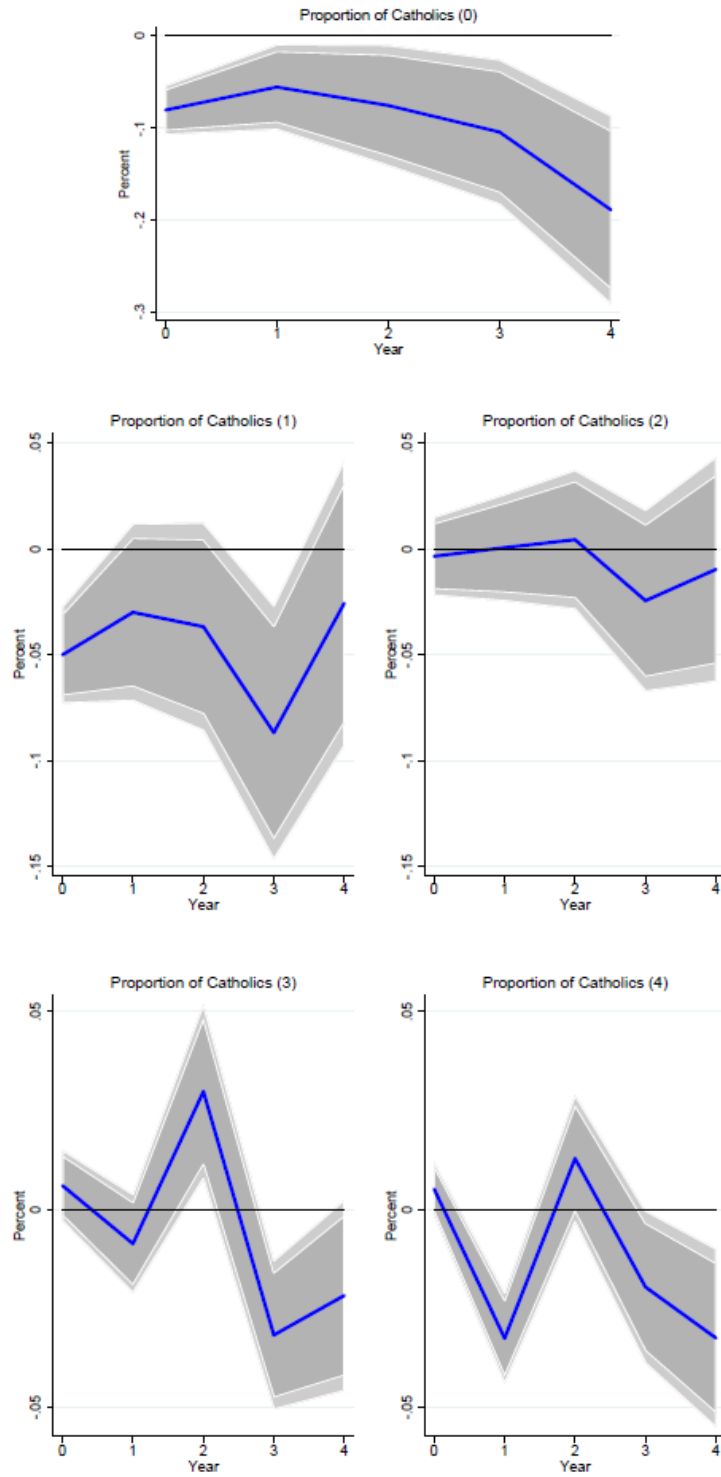 Proportion of Catholics (0)
0
-.1
-.2
-.3
Percent
0 1 2 3 4
Year
Proportion of Catholics (1)
.05
0
-.05
-.1
-.15
Percent
0 1 2 3 4
Year
Proportion of Catholics (2)
.05
0
-.05
-.1
-.15
Percent
0 1 2 3 4
Year
Proportion of Catholics (3)
.05
0
-.05
Percent
0 1 2 3 4
Year
Proportion of Catholics (4)
.05
0
-.05
Percent
0 1 2 3 4
Year